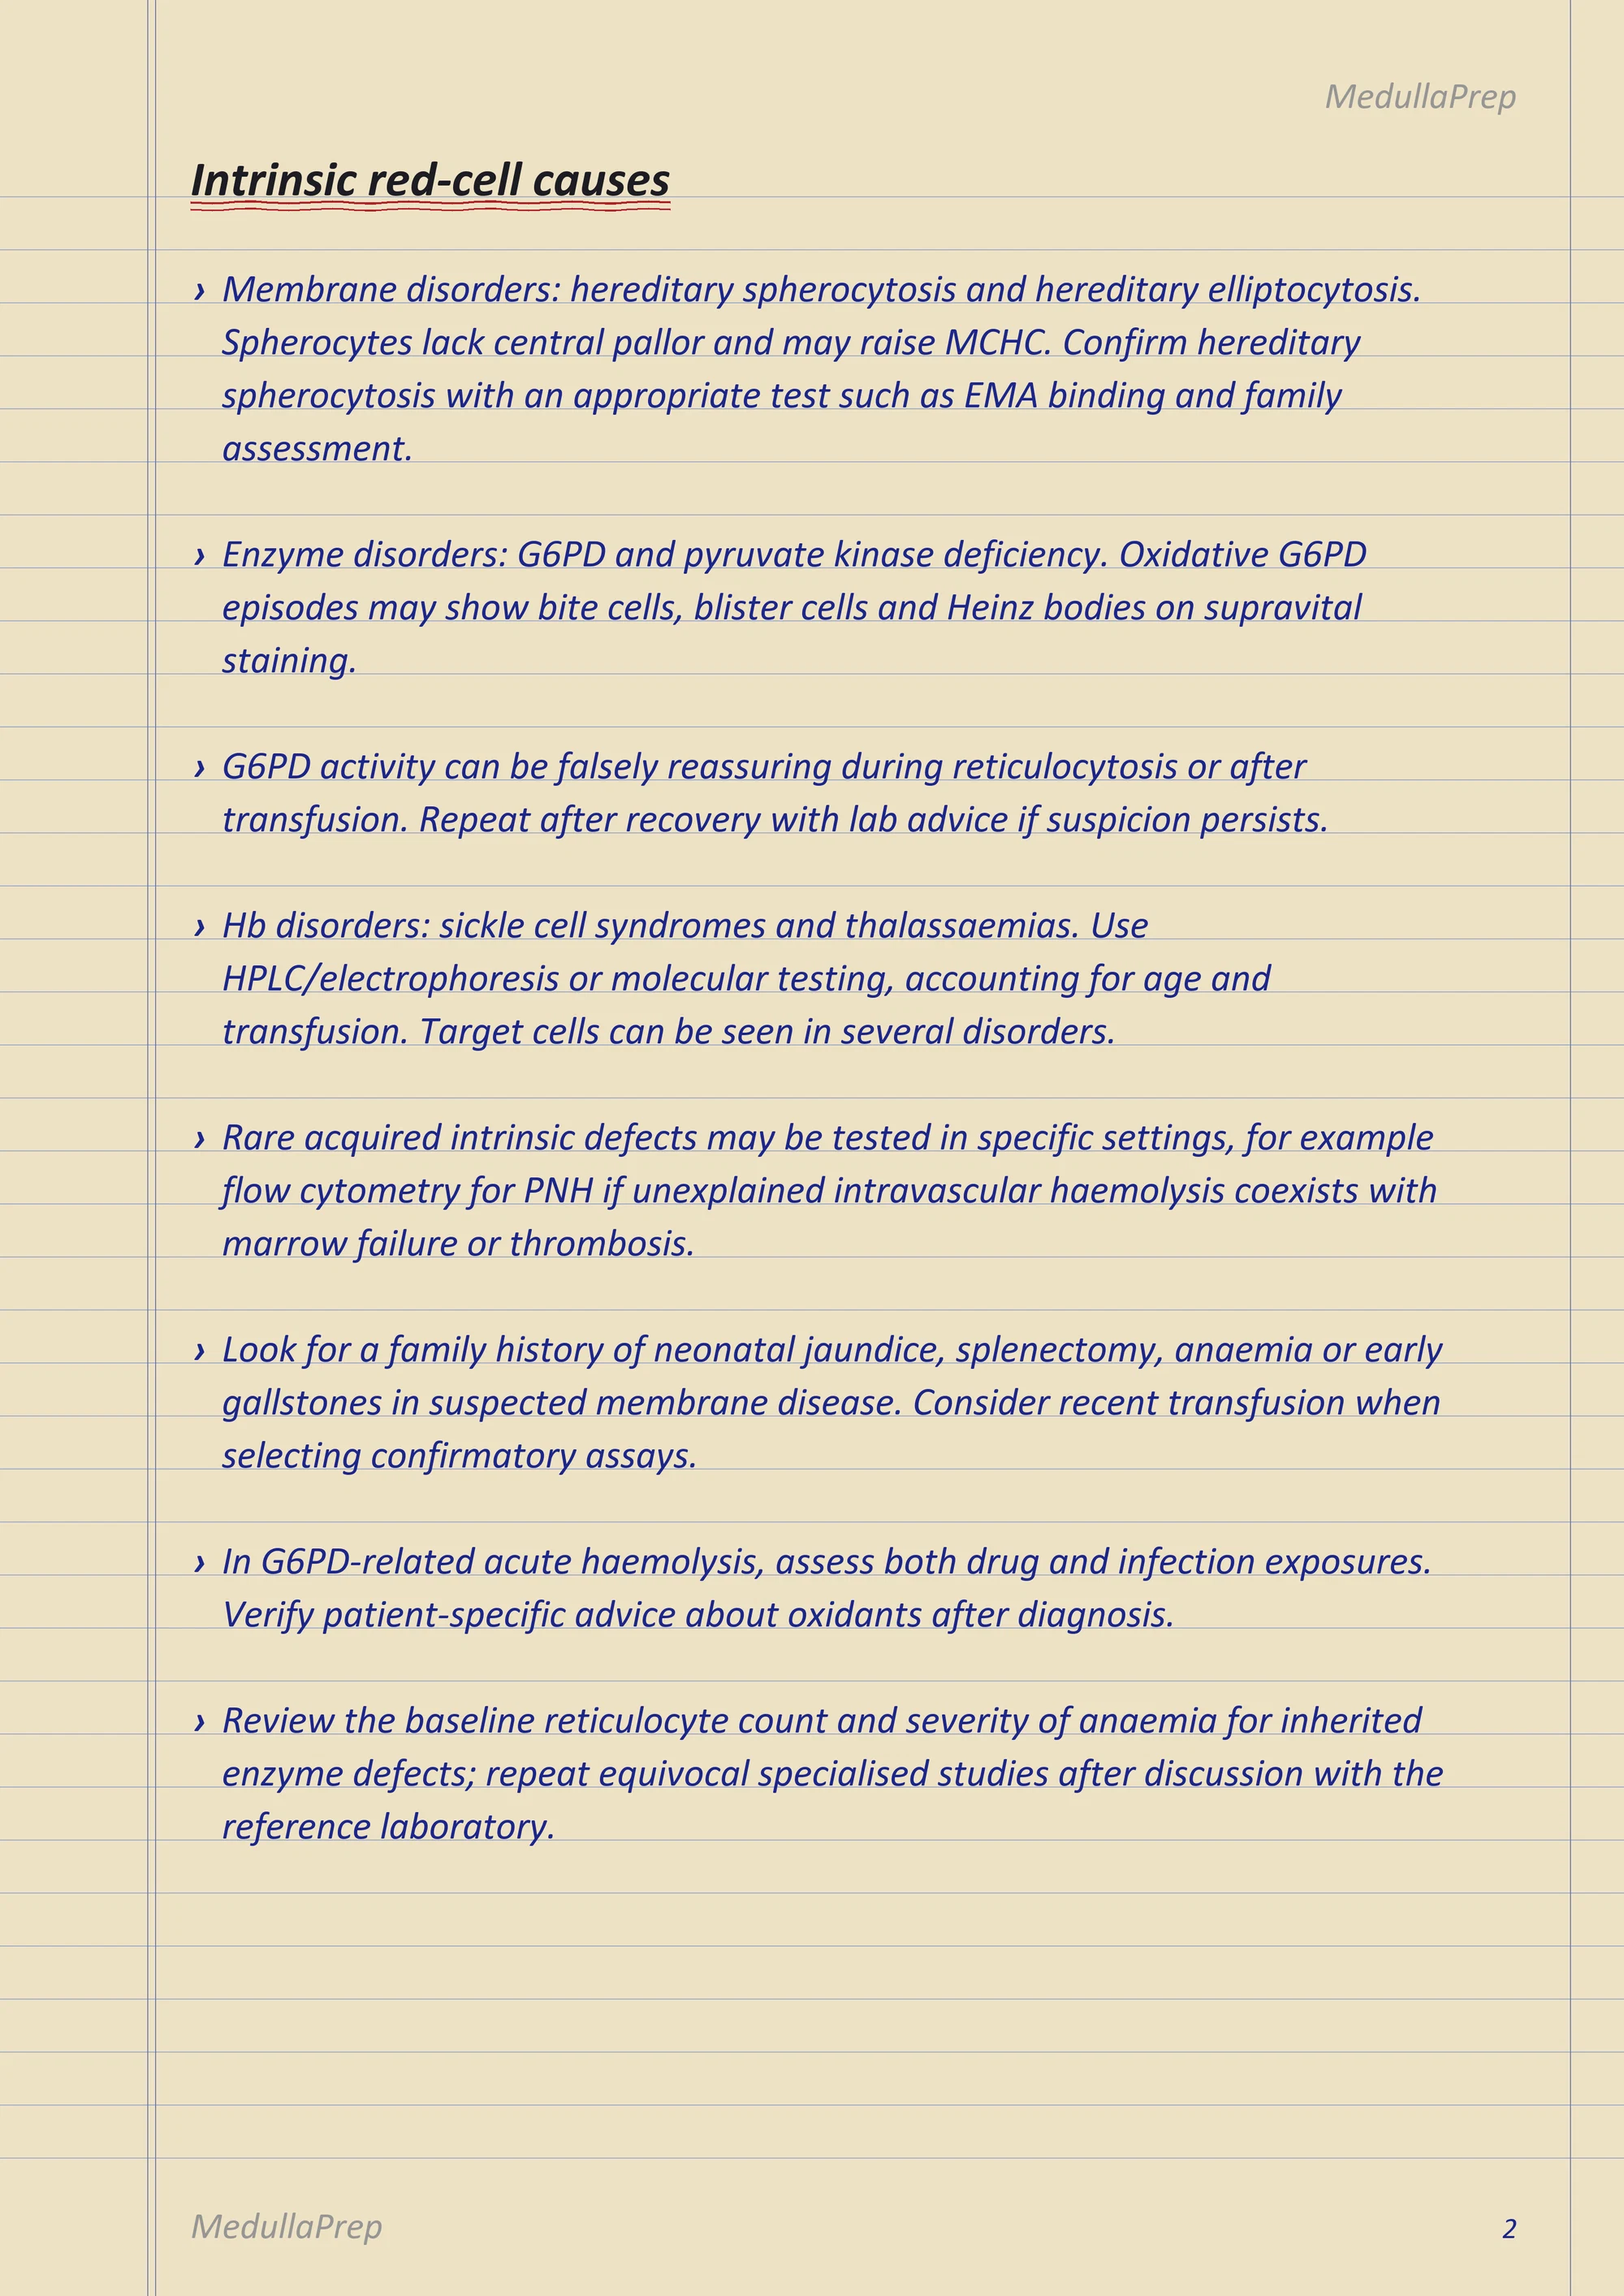 MedullaPrep
Intrinsic red-cell causes
› Membrane disorders: hereditary spherocytosis and hereditary elliptocytosis.
Spherocytes lack central pallor and may raise MCHC. Confirm hereditary
spherocytosis with an appropriate test such as EMA binding and family
assessment.
› Enzyme disorders: G6PD and pyruvate kinase deficiency. Oxidative G6PD
episodes may show bite cells, blister cells and Heinz bodies on supravital
staining.
› G6PD activity can be falsely reassuring during reticulocytosis or after
transfusion. Repeat after recovery with lab advice if suspicion persists.
› Hb disorders: sickle cell syndromes and thalassaemias. Use
HPLC/electrophoresis or molecular testing, accounting for age and
transfusion. Target cells can be seen in several disorders.
› Rare acquired intrinsic defects may be tested in specific settings, for example
flow cytometry for PNH if unexplained intravascular haemolysis coexists with
marrow failure or thrombosis.
› Look for a family history of neonatal jaundice, splenectomy, anaemia or early
gallstones in suspected membrane disease. Consider recent transfusion when
selecting confirmatory assays.
› In G6PD-related acute haemolysis, assess both drug and infection exposures.
Verify patient-specific advice about oxidants after diagnosis.
› Review the baseline reticulocyte count and severity of anaemia for inherited
enzyme defects; repeat equivocal specialised studies after discussion with the
reference laboratory.
MedullaPrep
2